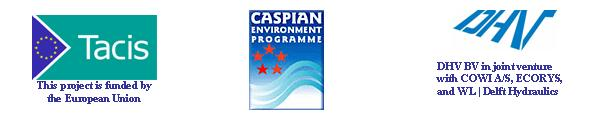 Tacis
This project is funded by
the European Union
CASPIAN
ENVIRONMENT
PROGRAMME
DHV
DHV BV in joint venture
with COWI A/S, ECORYS,
and WL | Delft Hydraulics